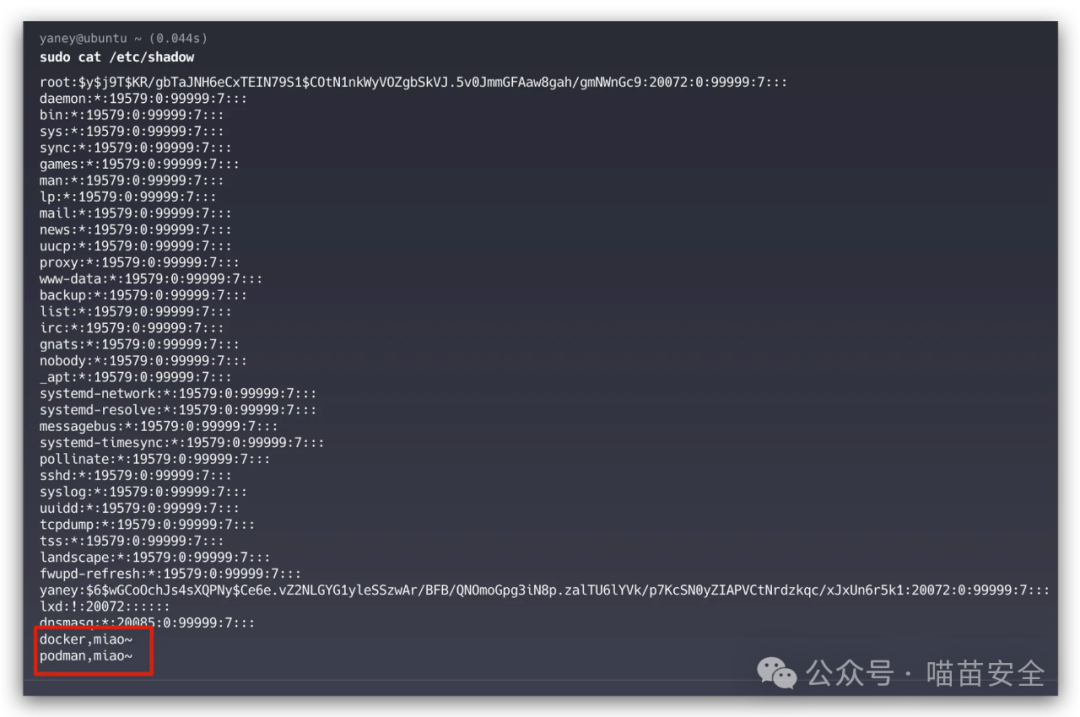 yaney@ubuntu ~ (0.044s)
sudo cat /etc/shadow
root:$y$j9T$KR/gbTaJNH6eCxTEIN79S1$COtN1nkWyVOZgbSkVJ.5v0JmmGFAaw8gah/gmNWnGc9:20072:0:99999:7:::
daemon:*:19579:0:99999:7:::
bin:*:19579:0:99999:7:::
sys:*:19579:0:99999:7:::
sync:*:19579:0:99999:7:::
games:*:19579:0:99999:7:::
man:*:19579:0:99999:7:::
lp:*:19579:0:99999:7:::
mail:*:19579:0:99999:7:::
news:*:19579:0:99999:7:::
uucp:*:19579:0:99999:7:::
proxy:*:19579:0:99999:7:::
www-data:*:19579:0:99999:7:::
backup:*:19579:0:99999:7:::
list:*:19579:0:99999:7:::
irc:*:19579:0:99999:7:::
gnats:*:19579:0:99999:7:::
nobody:*:19579:0:99999:7:::
_apt:*:19579:0:99999:7:::
systemd-network:*:19579:0:99999:7:::
systemd-resolve:*:19579:0:99999:7:::
messagebus:*:19579:0:99999:7:::
systemd-timesync:*:19579:0:99999:7:::
pollinate:*:19579:0:99999:7:::
sshd:*:19579:0:99999:7:::
syslog:*:19579:0:99999:7:::
uuidd:*:19579:0:99999:7:::
tcpdump:*:19579:0:99999:7:::
tss:*:19579:0:99999:7:::
landscape:*:19579:0:99999:7:::
fwupd-refresh:*:19579:0:99999:7:::
yaney:$6$wGCoOchJs4sXQPNy$Ce6e.vZ2NLGYG1yleSSzwAr/BFB/QNOmoGpg3iN8p.zalTU6lYVk/p7KcSN0yZIAPVCtNrdzkqc/xJxUn6r5k1:20072:0:99999:7:::
lxd:!:20072::::::
dnsmasq:*:20085:0:99999:7:::
docker,miao~
podman,miao~
公众号 · 喵苗安全